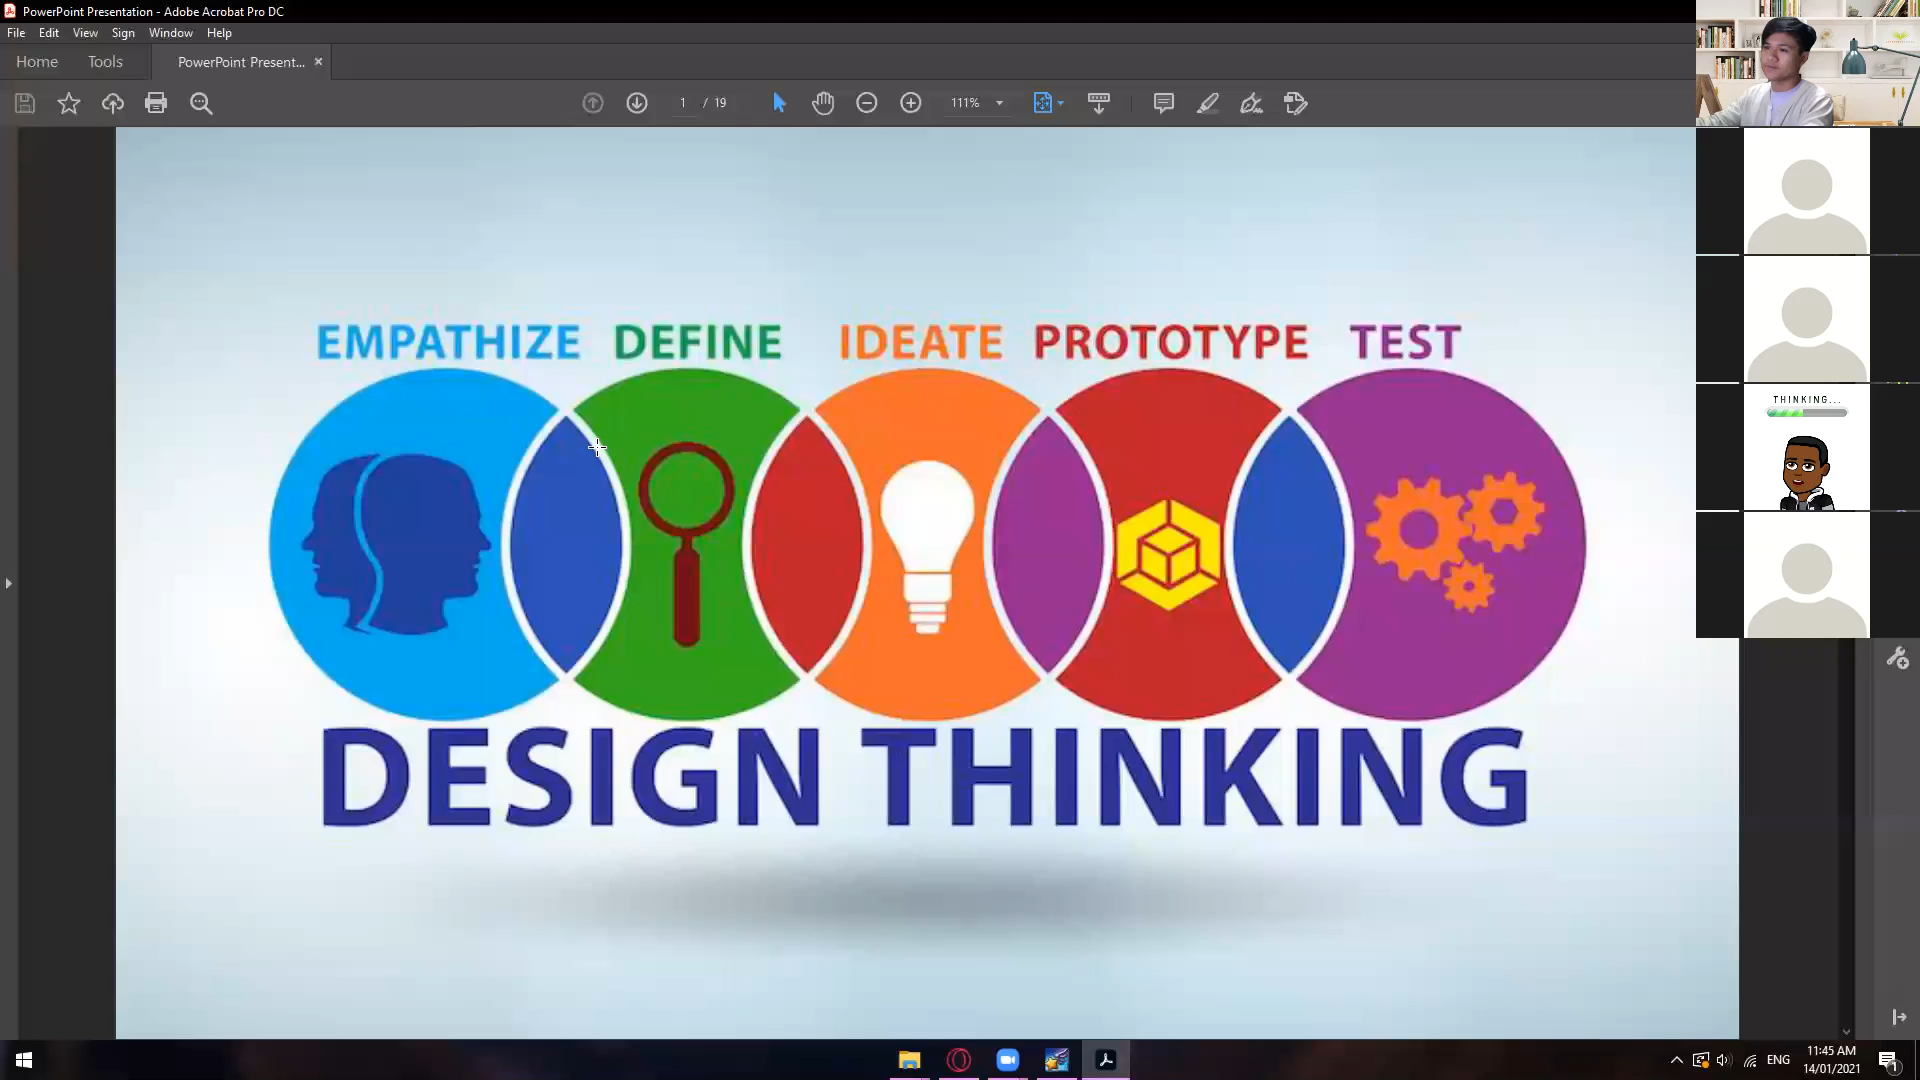 PowerPoint Presentation - Adobe Acrobat Pro DC
File Edit View Sign Window Help
Home Tools PowerPoint Present... ×
1 / 19 111%
THINKING...
EMPATHIZE DEFINE IDEATE PROTOTYPE TEST
DESIGN THINKING
ENG 11:45 AM
14/01/2021
1